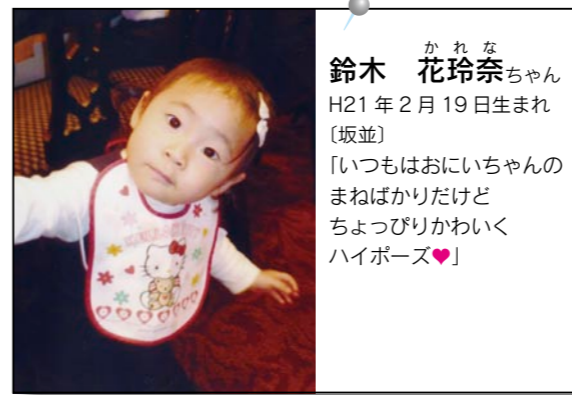 かれな
鈴木　花玲奈ちゃん
H21年2月19日生まれ
〔坂並〕
「いつもはおにいちゃんの
まねばかりだけど
ちょっぴりかわいく
ハイポーズ♥」